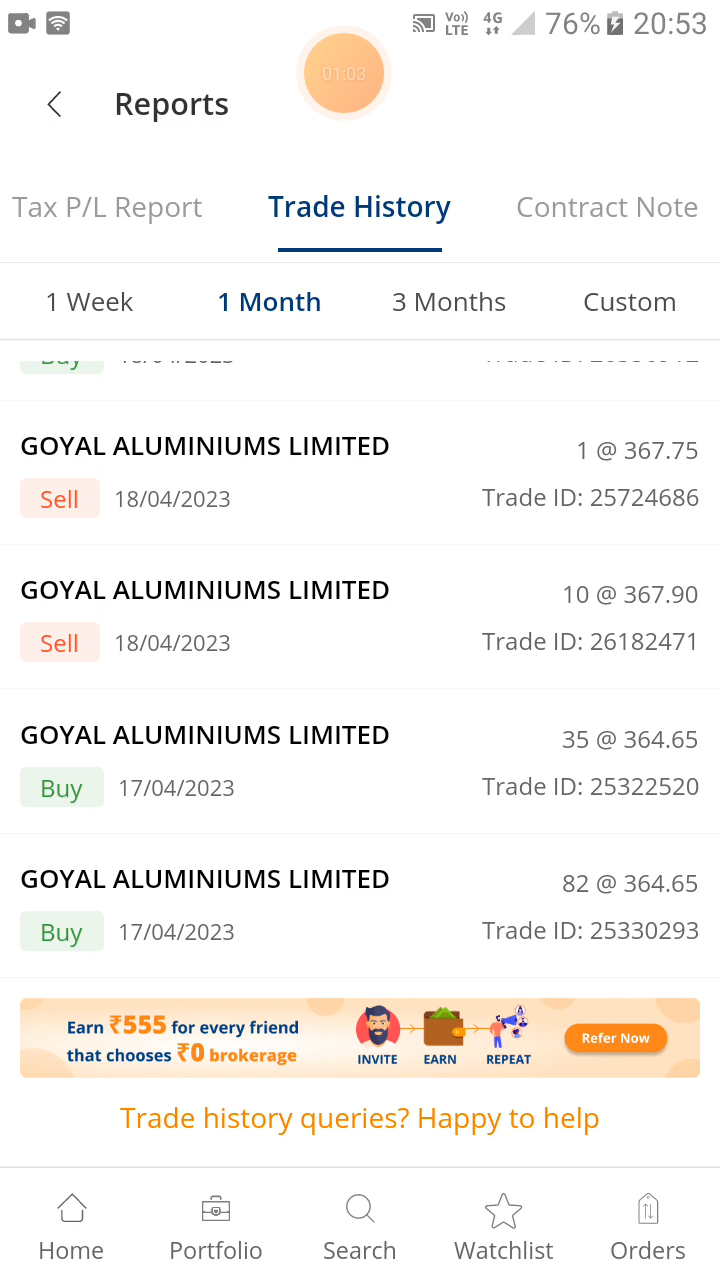 Vo)) 4G 76% 20:53
LTE
01:03
Reports
Tax P/L Report Trade History Contract Note
1 Week 1 Month 3 Months Custom
GOYAL ALUMINIUMS LIMITED 1 @ 367.75
Sell 18/04/2023 Trade ID: 25724686
GOYAL ALUMINIUMS LIMITED 10 @ 367.90
Sell 18/04/2023 Trade ID: 26182471
GOYAL ALUMINIUMS LIMITED 35 @ 364.65
Buy 17/04/2023 Trade ID: 25322520
GOYAL ALUMINIUMS LIMITED 82 @ 364.65
Buy 17/04/2023 Trade ID: 25330293
Earn ₹555 for every friend
that chooses ₹0 brokerage
INVITE EARN REPEAT
Refer Now
Trade history queries? Happy to help
Home Portfolio Search Watchlist Orders